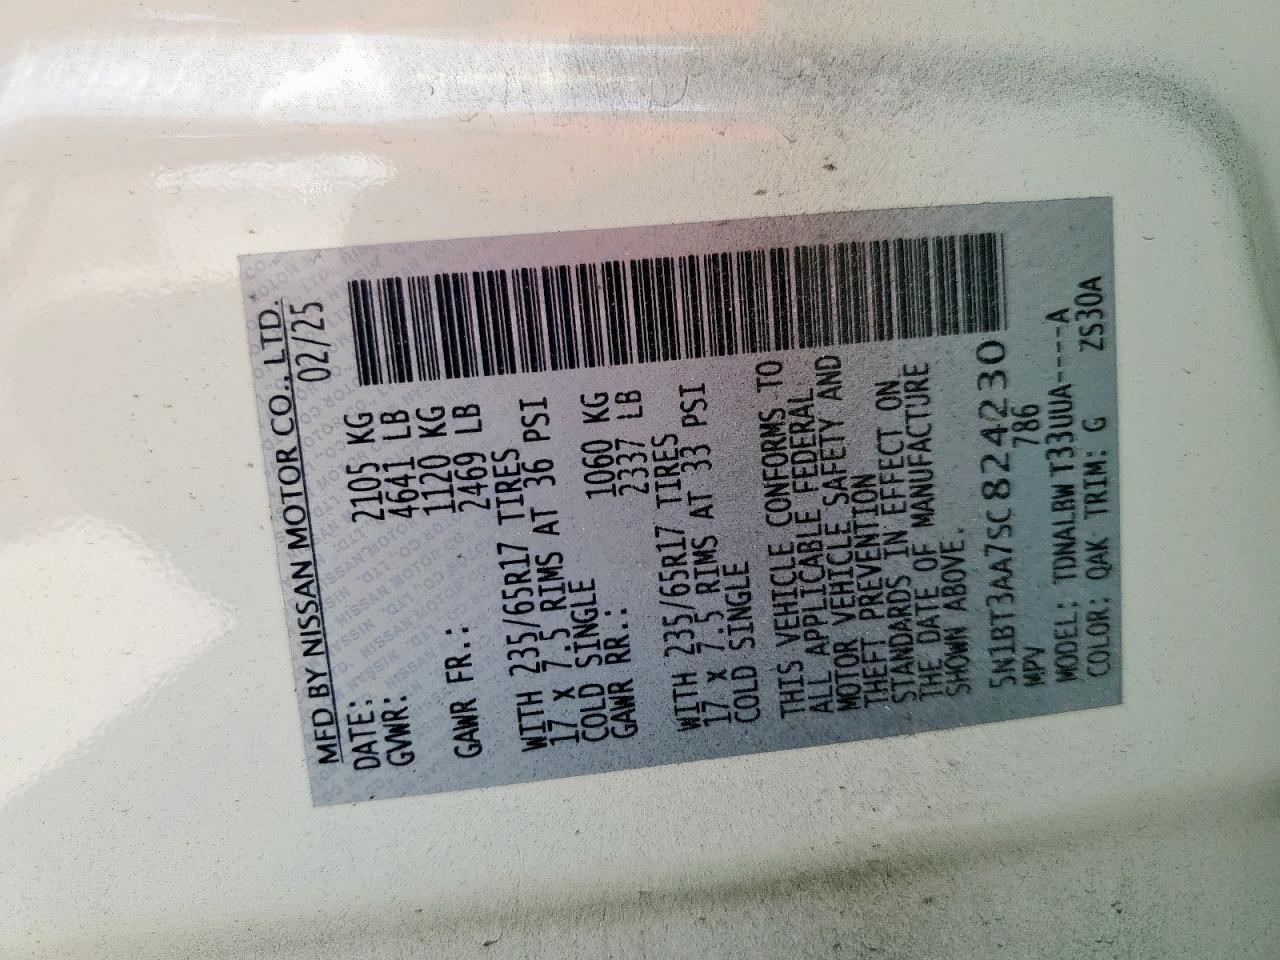 MFD BY NISSAN MOTOR CO., LTD.
DATE: 02/25
GVWR: 2105 KG
4641 LB
GAWR FR.: 1120 KG
2469 LB
WITH 235/65R17 TIRES
17 X 7.5 RIMS AT 36 PSI
COLD SINGLE
GAWR RR.: 1060 KG
2337 LB
WITH 235/65R17 TIRES
17 x 7.5 RIMS AT 33 PSI
COLD SINGLE
THIS VEHICLE CONFORMS TO
ALL APPLICABLE FEDERAL
MOTOR VEHICLE SAFETY AND
THEFT PREVENTION
STANDARDS IN EFFECT ON
THE DATE OF MANUFACTURE
SHOWN ABOVE.
5N1BT3AA7SC824230
MPV 786
MODEL: TDNALBWT33UUA----A
COLOR: QAK TRIM: G ZS30A